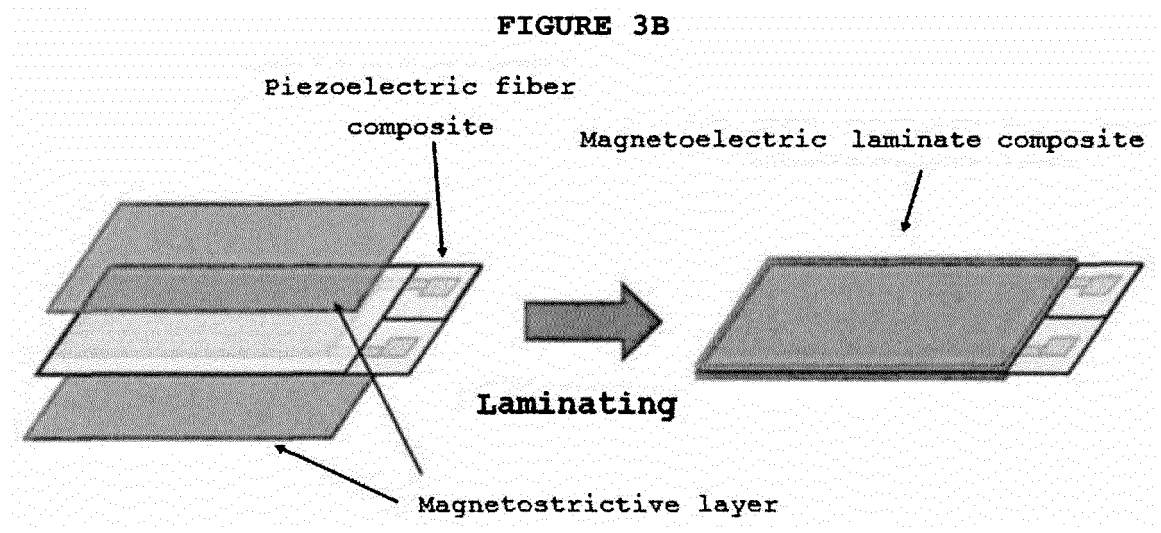 FIGURE 3B
Piezoelectric fiber
composite
Magnetoelectric laminate composite
Laminating
Magnetostrictive layer